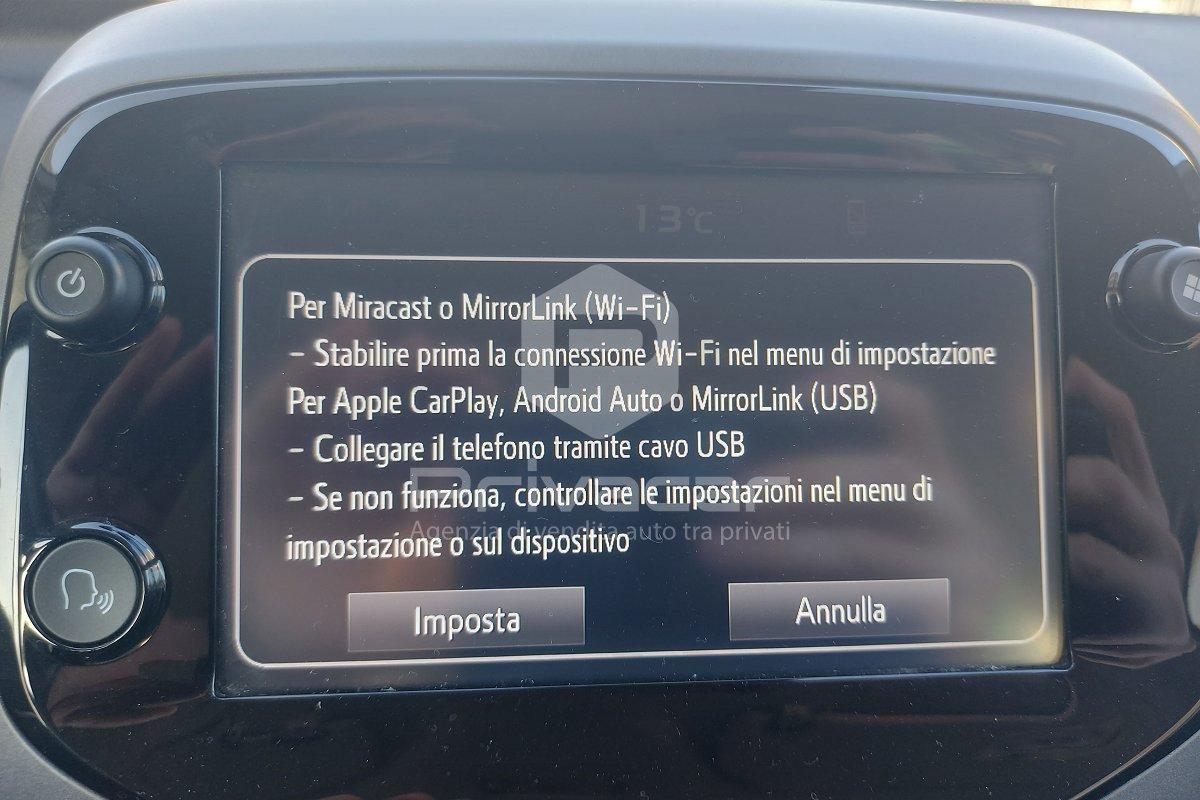 13°C
Per Miracast o MirrorLink (Wi-Fi)
- Stabilire prima la connessione Wi-Fi nel menu di impostazione
Per Apple CarPlay, Android Auto o MirrorLink (USB)
- Collegare il telefono tramite cavo USB
- Se non funziona, controllare le impostazioni nel menu di
impostazione o sul dispositivo
Privacar
Agenzia di vendita auto tra privati
Imposta
Annulla